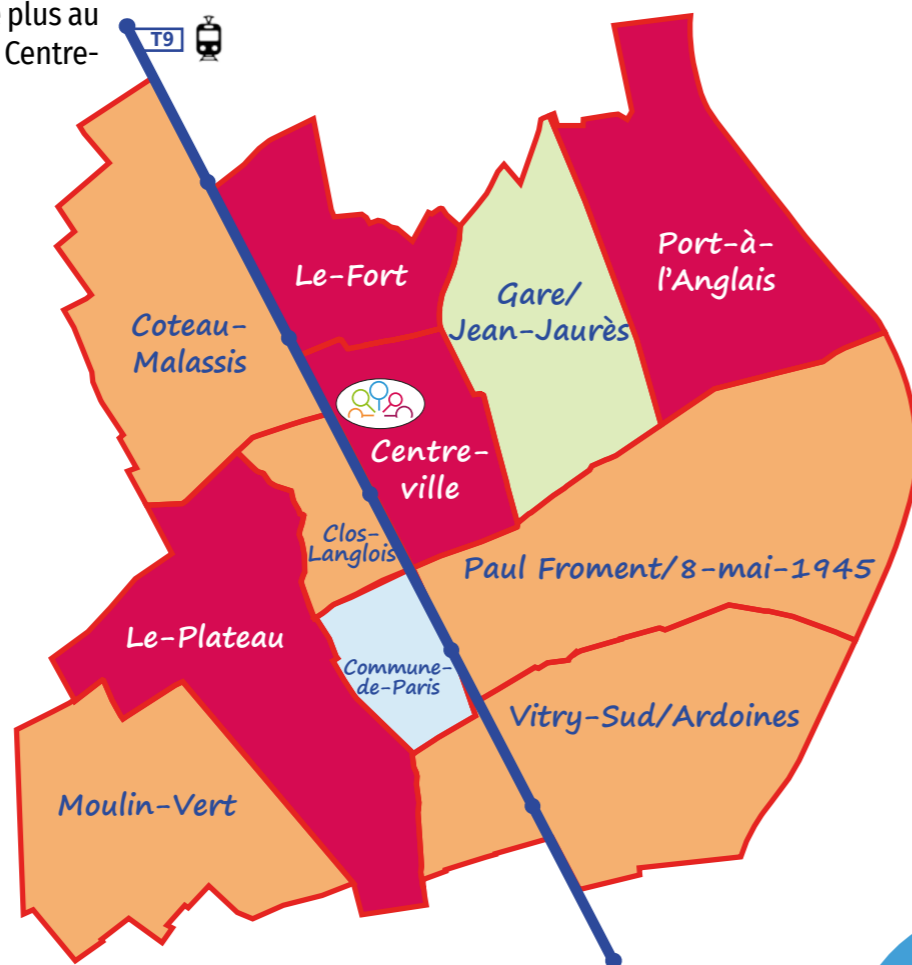 plus au
Centre-
T9
Le-Fort
Port-à-
l'Anglais
Gare/
Jean-Jaurès
Coteau-
Malassis
Centre-
ville
Clos-
Langlois
Paul Froment/8-mai-1945
Le-Plateau
Commune-
de-Paris
Vitry-Sud/Ardoines
Moulin-Vert